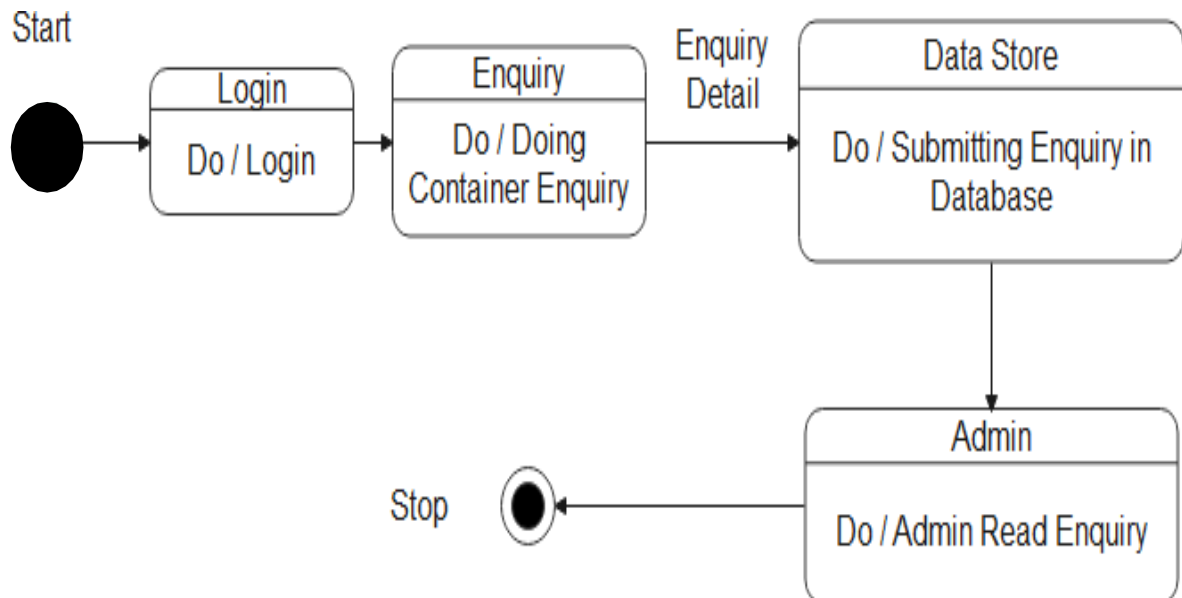 Start
Login
Do / Login
Enquiry
Do / Doing
Container Enquiry
Enquiry
Detail
Data Store
Do / Submitting Enquiry in
Database
Admin
Do / Admin Read Enquiry
Stop